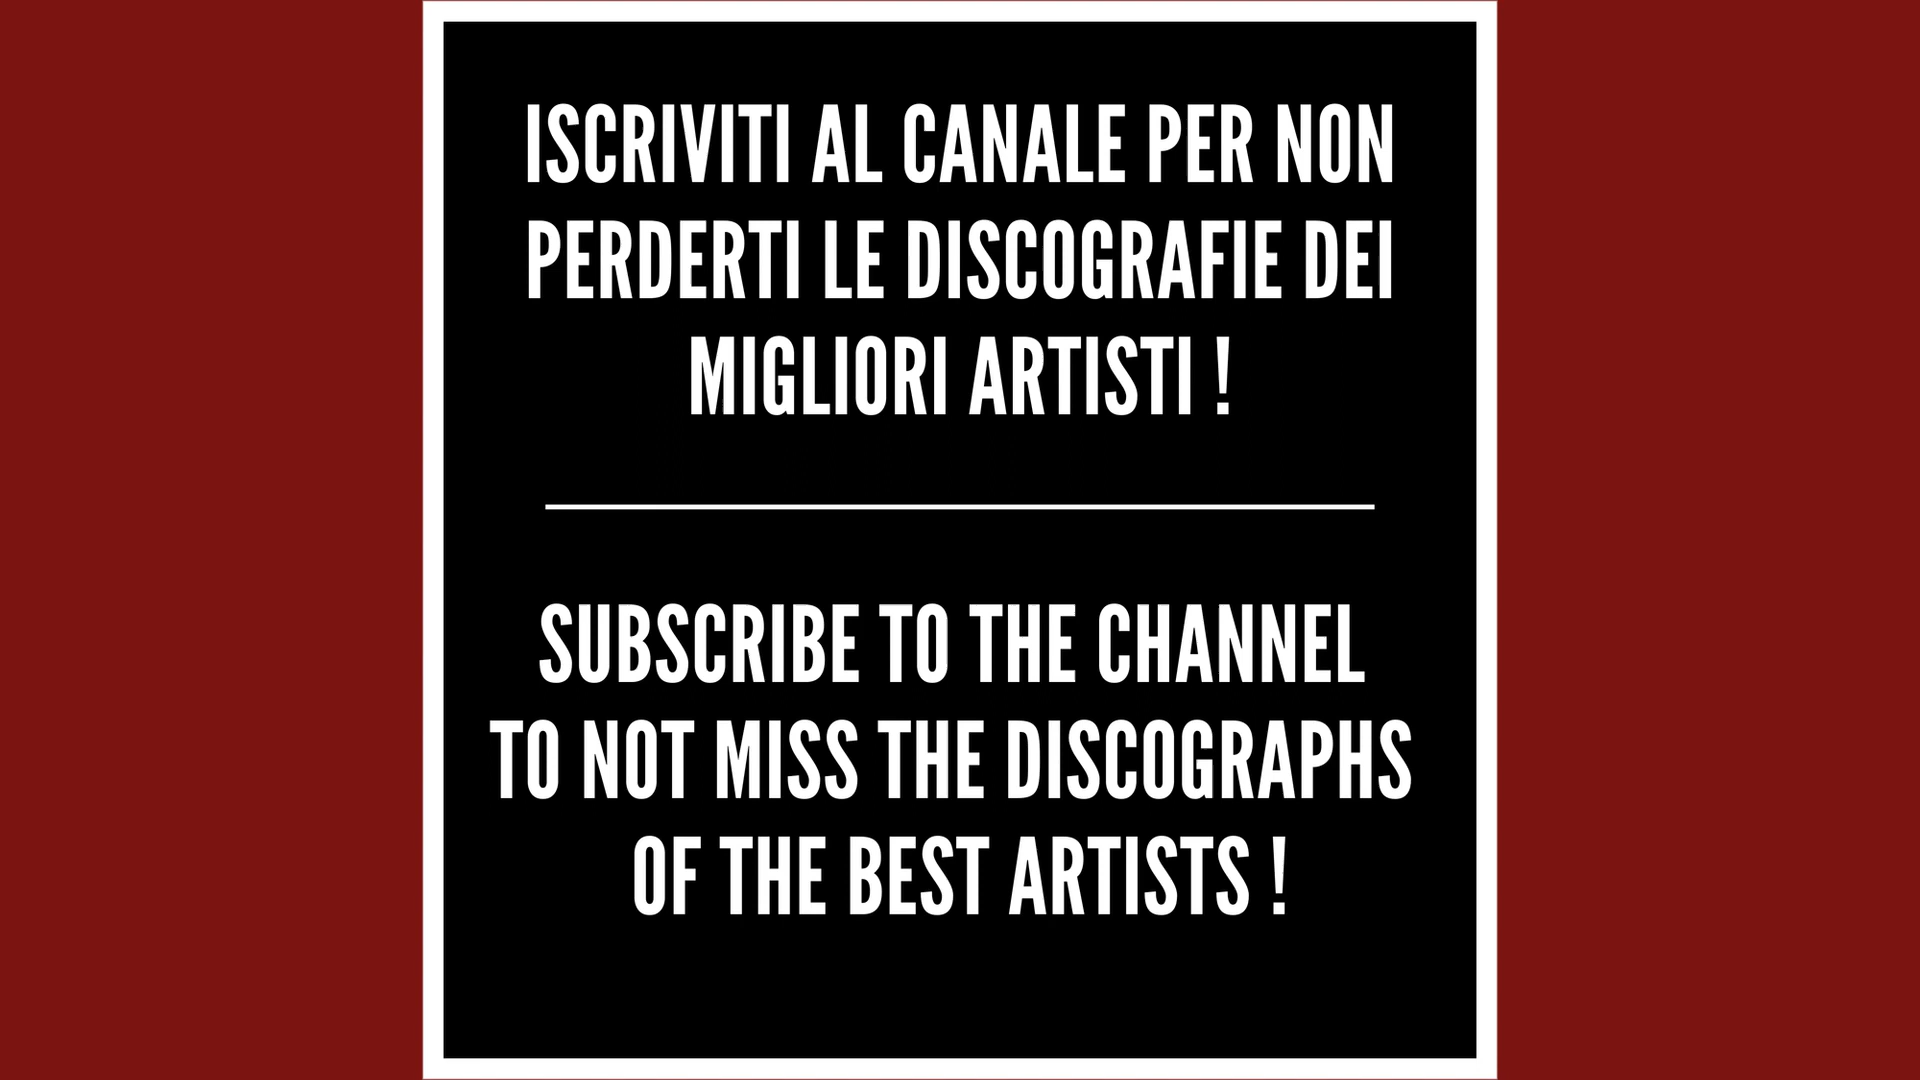 ISCRIVITI AL CANALE PER NON
PERDERTI LE DISCOGRAFIE DEI
MIGLIORI ARTISTI !
SUBSCRIBE TO THE CHANNEL
TO NOT MISS THE DISCOGRAPHS
OF THE BEST ARTISTS !